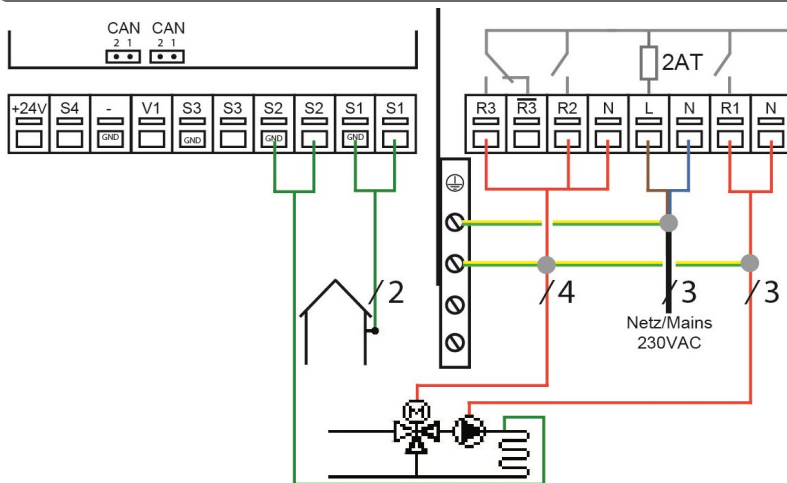 CAN CAN
2 1 2 1
2AT
+24V S4 - V1 S3 S3 S2 S2 S1 S1
R3 R3 R2 N L N R1 N
GND GND GND GND
/2 /4 /3 /3
Netz/Mains
230VAC
M